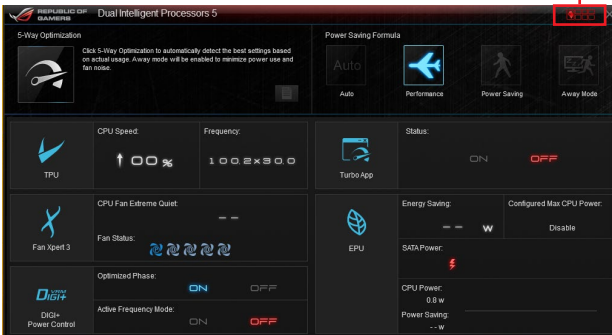 REPUBLIC OF
GAMERS
Dual Intelligent Processors 5
5-Way Optimization
Click 5-Way Optimization to automatically detect the best settings based
on actual usage. Away mode will be enabled to minimize power use and
fan noise.
Power Saving Formula
Auto
Auto
Performance
Power Saving
Away Mode
TPU
CPU Speed:
100%
Frequency:
100.2x30.0
Turbo App
Status:
ON OFF
Fan Xpert 3
CPU Fan Extreme Quiet:
--
Fan Status:
EPU
Energy Saving:
-- W
Configured Max CPU Power:
Disable
SATA Power:
CPU Power:
0.8 w
Power Saving:
-- w
DIGI+ VRM
DIGI+
Power Control
Optimized Phase:
ON OFF
Active Frequency Mode:
ON OFF